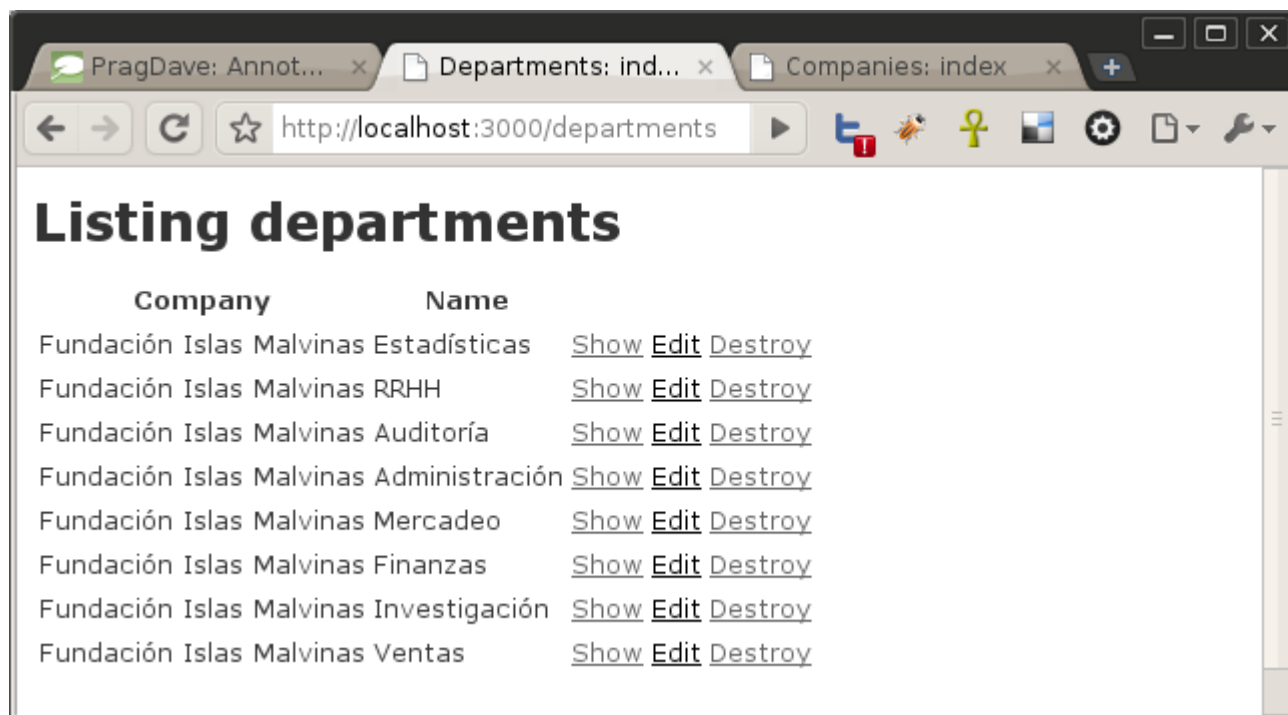 PragDave: Annot... Departments: ind... Companies: index
http://localhost:3000/departments
Listing departments
Company Name
Fundación Islas Malvinas Estadísticas Show Edit Destroy
Fundación Islas Malvinas RRHH Show Edit Destroy
Fundación Islas Malvinas Auditoría Show Edit Destroy
Fundación Islas Malvinas Administración Show Edit Destroy
Fundación Islas Malvinas Mercadeo Show Edit Destroy
Fundación Islas Malvinas Finanzas Show Edit Destroy
Fundación Islas Malvinas Investigación Show Edit Destroy
Fundación Islas Malvinas Ventas Show Edit Destroy